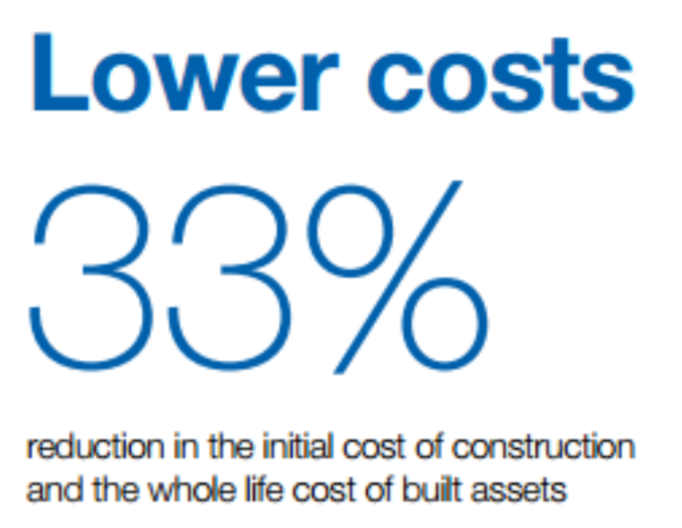 Lower costs
33%
reduction in the initial cost of construction
and the whole life cost of built assets